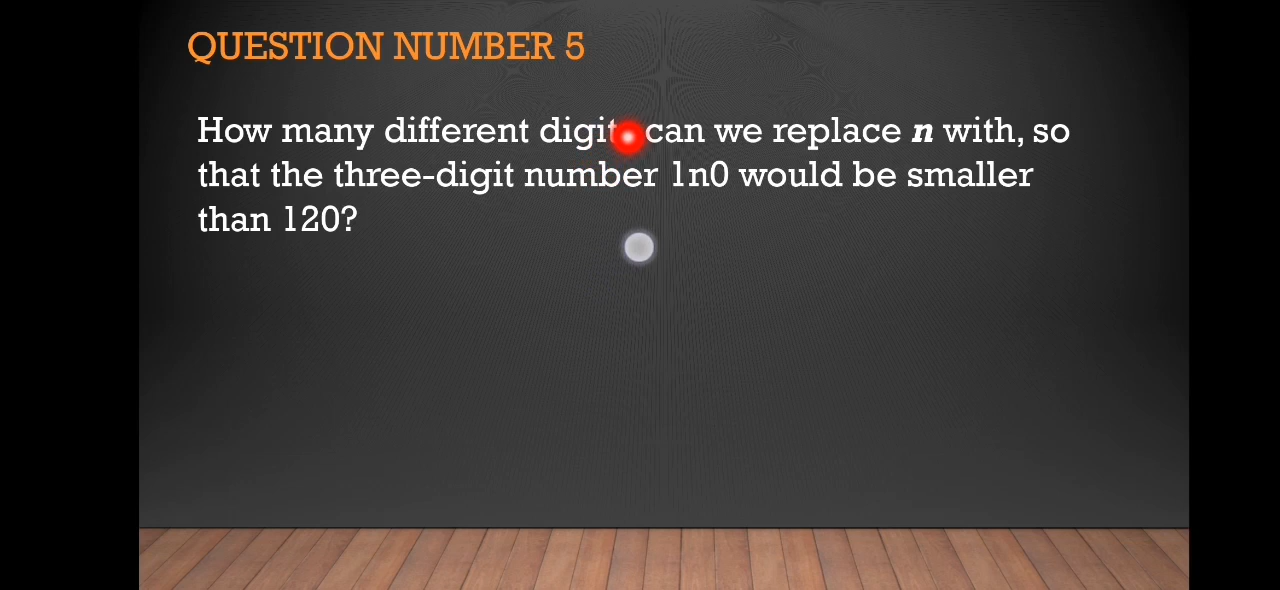 QUESTION NUMBER 5
How many different digits can we replace n with, so
that the three-digit number 1n0 would be smaller
than 120?